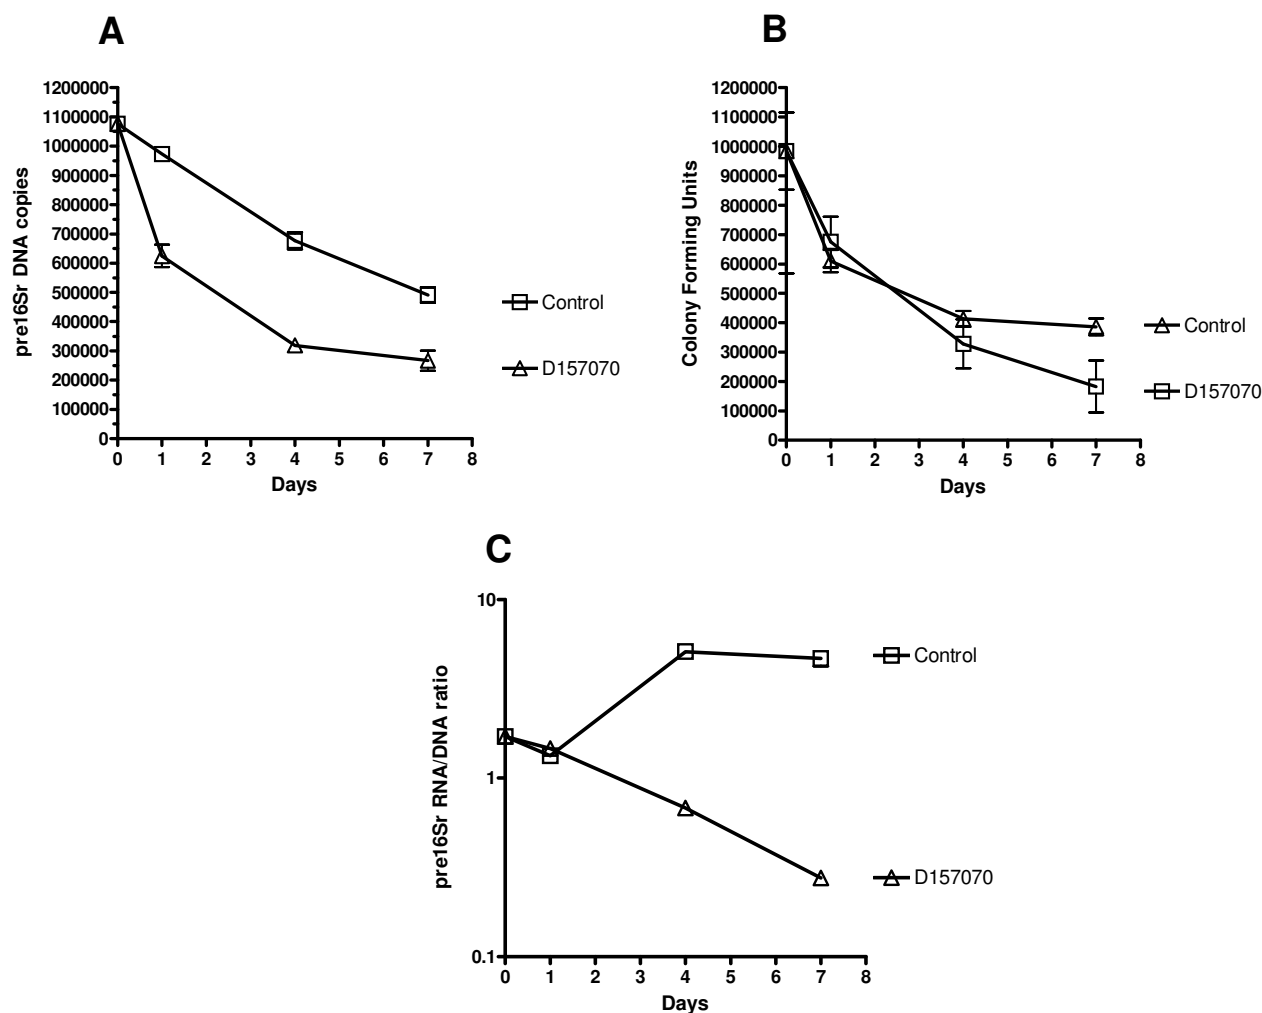 A
1200000
1100000
1000000
900000
800000
700000
600000
500000
400000
300000
200000
100000
0
pre16Sr DNA copies
0 1 2 3 4 5 6 7 8
Days
Control
D157070
B
1200000
1100000
1000000
900000
800000
700000
600000
500000
400000
300000
200000
100000
0
Colony Forming Units
0 1 2 3 4 5 6 7 8
Days
Control
D157070
C
10
1
0.1
pre16Sr RNA/DNA ratio
0 1 2 3 4 5 6 7 8
Days
Control
D157070